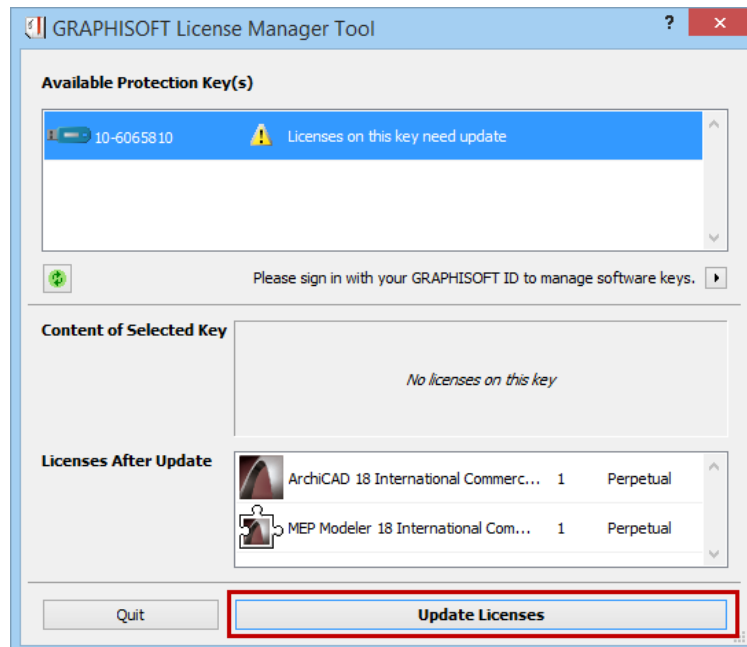 GRAPHISOFT License Manager Tool
?
Available Protection Key(s)
10-6065810 Licenses on this key need update
Please sign in with your GRAPHISOFT ID to manage software keys.
Content of Selected Key
No licenses on this key
Licenses After Update
ArchiCAD 18 International Commerc... 1 Perpetual
MEP Modeler 18 International Com... 1 Perpetual
Quit Update Licenses